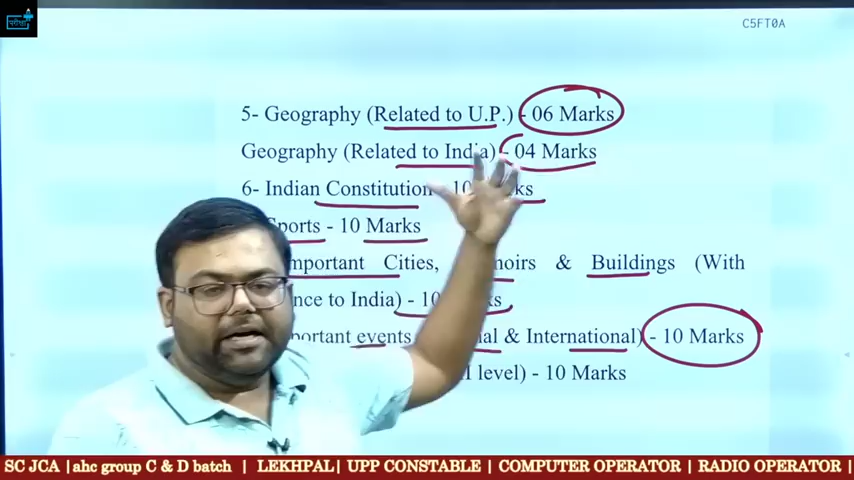 परीक्षा
C5FT0A
5- Geography (Related to U.P.) - 06 Marks
Geography (Related to India) - 04 Marks
6- Indian Constitution - 10
Sports - 10 Marks
Important Cities, & Buildings (With
to India) - 10
events & International) - 10 Marks
level) - 10 Marks
SC JCA |ahc group C & D batch | LEKHPAL| UPP CONSTABLE | COMPUTER OPERATOR | RADIO OPERATOR |